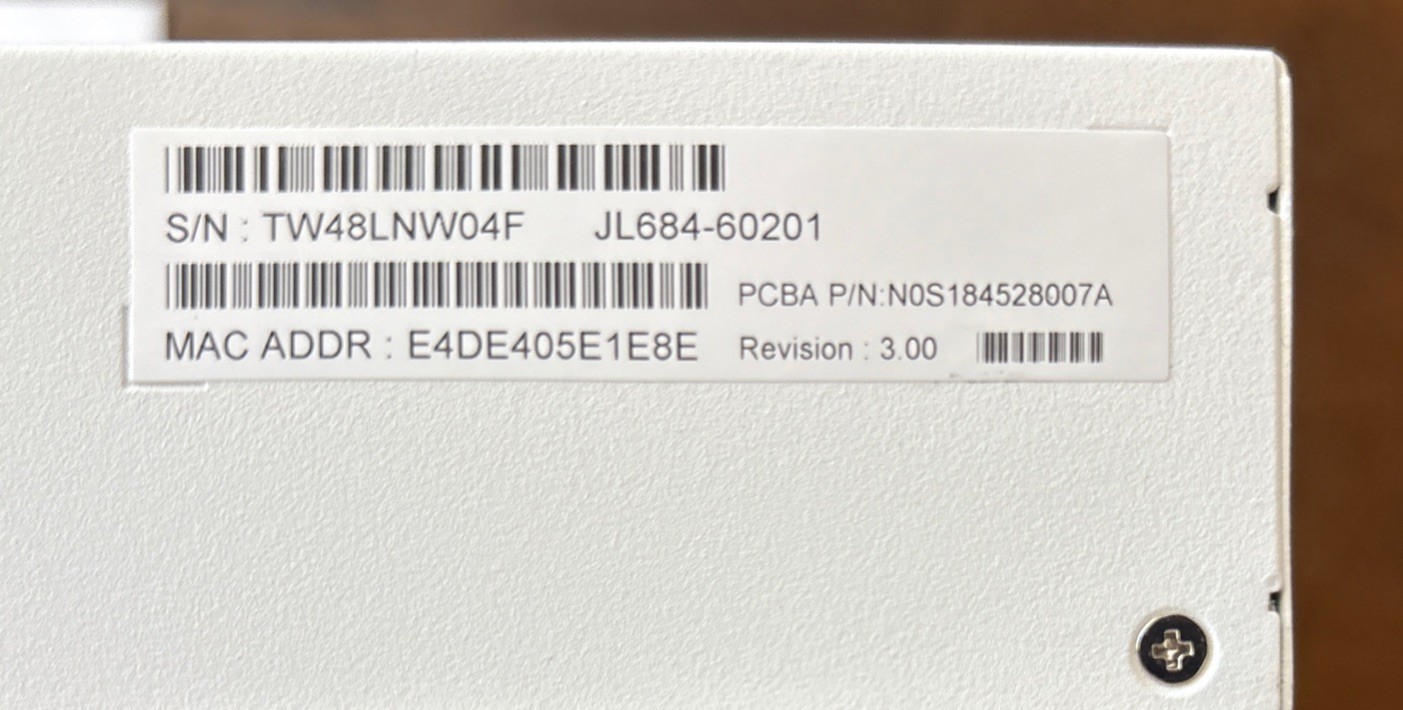 S/N : TW48LNW04F JL684-60201
PCBA P/N:N0S184528007A
MAC ADDR : E4DE405E1E8E Revision : 3.00